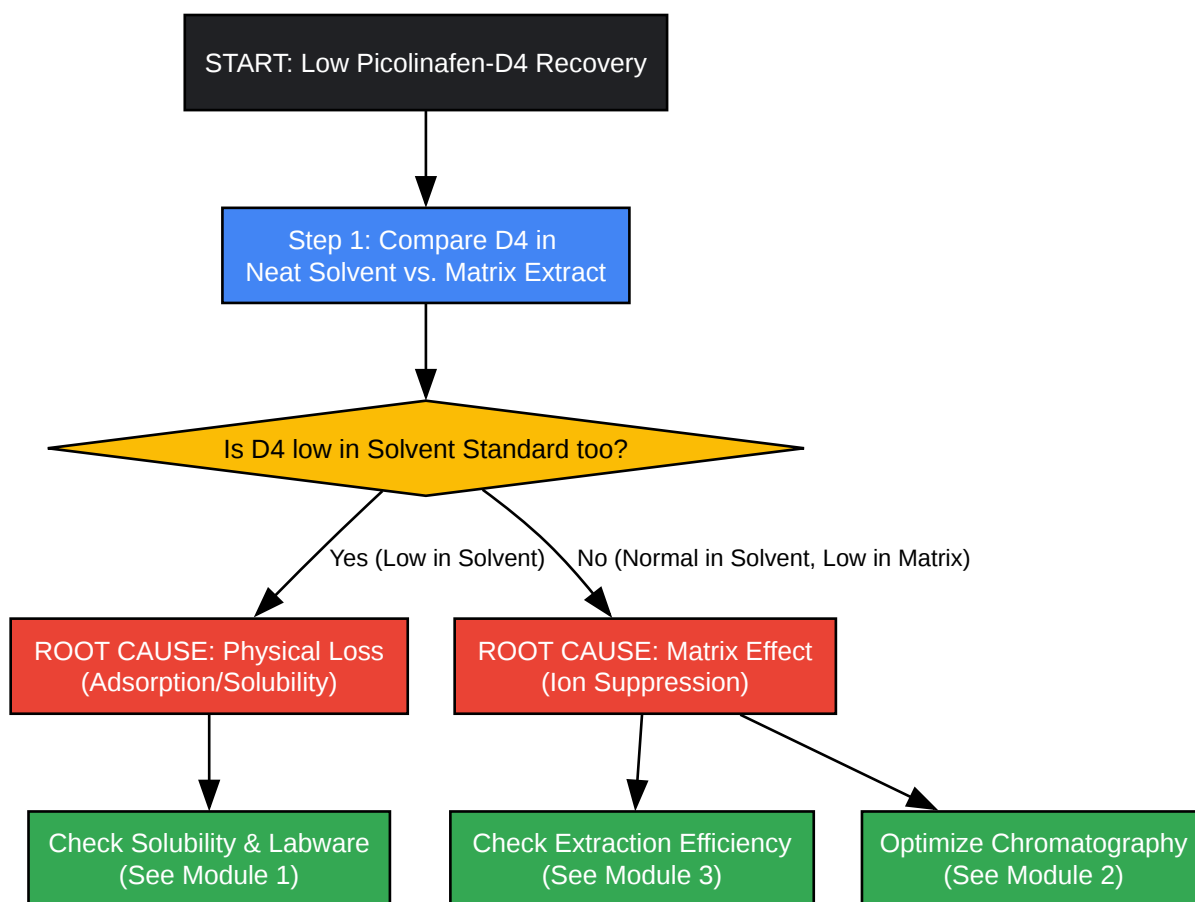 START: Low Picolinafen-D4 Recovery
Step 1: Compare D4 in
Neat Solvent vs. Matrix Extract
Is D4 low in Solvent Standard too?
Yes (Low in Solvent)
No (Normal in Solvent, Low in Matrix)
ROOT CAUSE: Physical Loss
(Adsorption/Solubility)
ROOT CAUSE: Matrix Effect
(Ion Suppression)
Check Solubility & Labware
(See Module 1)
Check Extraction Efficiency
(See Module 3)
Optimize Chromatography
(See Module 2)